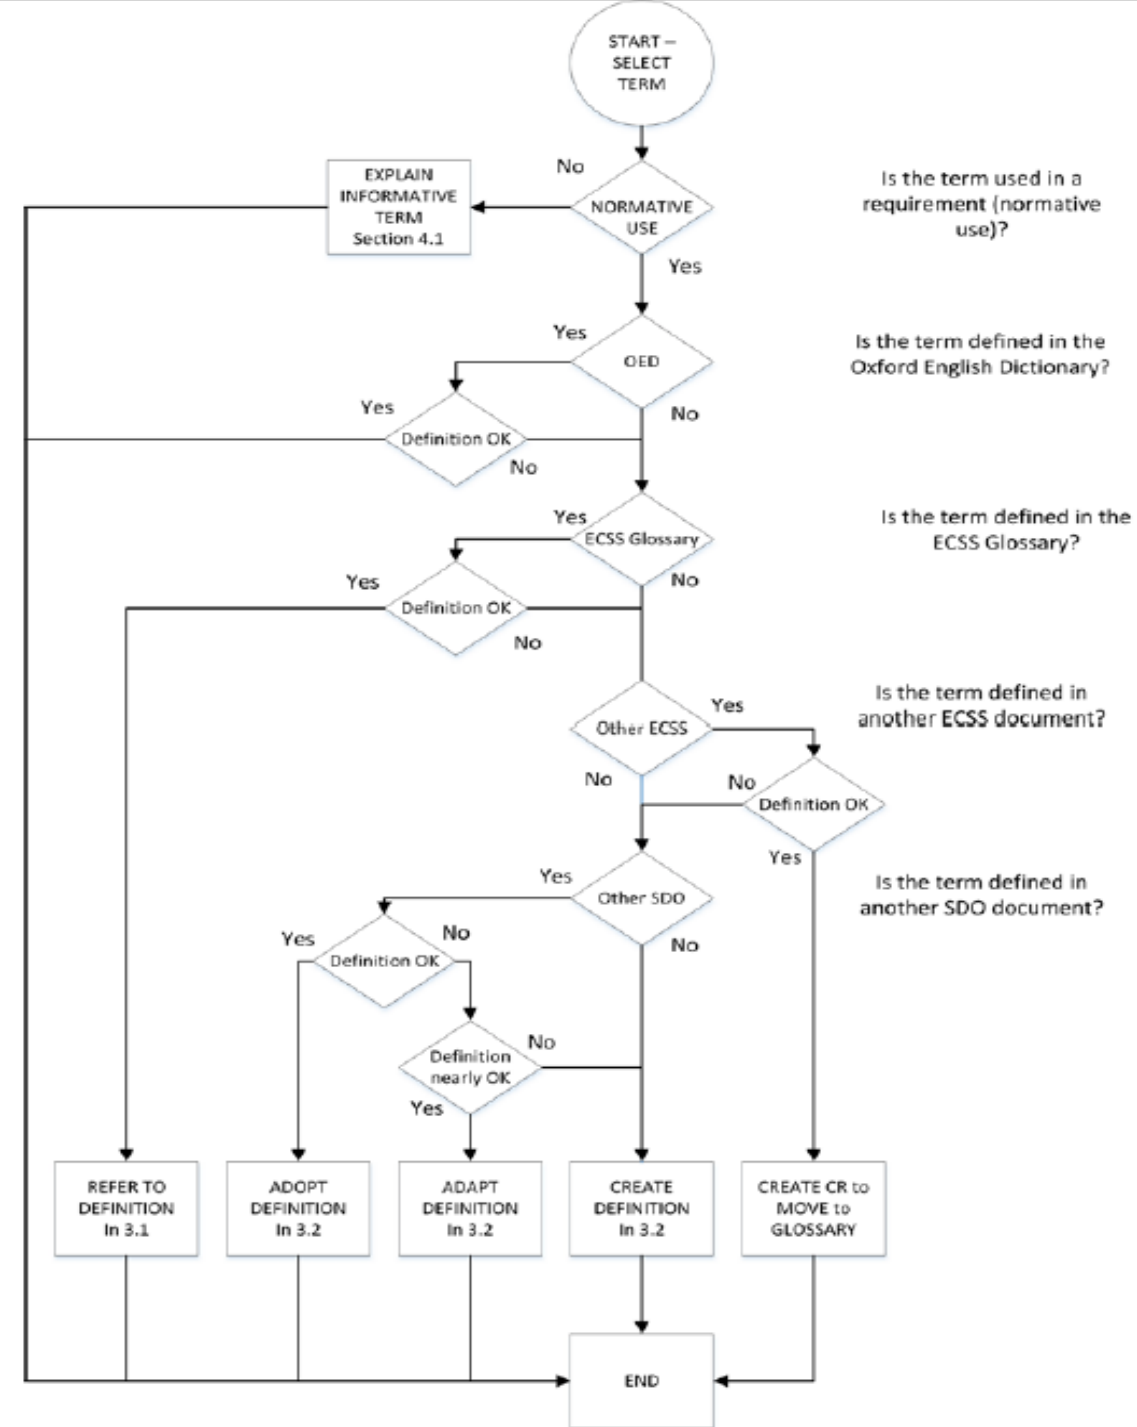 START –
SELECT
TERM
No
EXPLAIN
INFORMATIVE
TERM
Section 4.1
NORMATIVE
USE
Is the term used in a
requirement (normative
use)?
Yes
Yes
OED
Is the term defined in the
Oxford English Dictionary?
Yes
No
Definition OK
No
Yes
ECSS Glossary
Is the term defined in the
ECSS Glossary?
Yes
No
Definition OK
No
Other ECSS
Yes
Is the term defined in
another ECSS document?
No
No
Definition OK
Yes
Yes
Other SDO
Is the term defined in
another SDO document?
Yes
No
No
Definition OK
Definition
nearly OK
No
Yes
REFER TO
DEFINITION
In 3.1
ADOPT
DEFINITION
In 3.2
ADAPT
DEFINITION
In 3.2
CREATE
DEFINITION
In 3.2
CREATE CR to
MOVE to
GLOSSARY
END